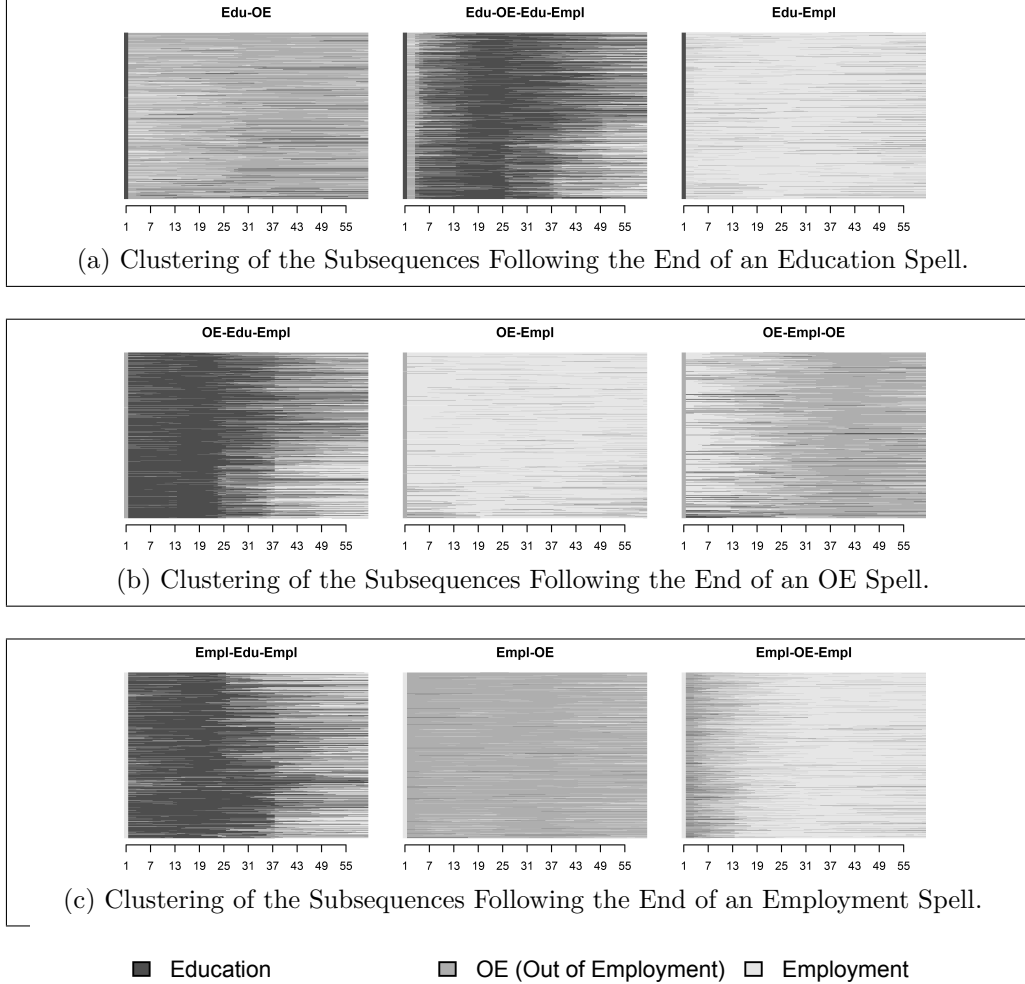 Edu-OE Edu-OE-Edu-Empl Edu-Empl
1 7 13 19 25 31 37 43 49 55 1 7 13 19 25 31 37 43 49 55 1 7 13 19 25 31 37 43 49 55
(a) Clustering of the Subsequences Following the End of an Education Spell.
OE-Edu-Empl OE-Empl OE-Empl-OE
1 7 13 19 25 31 37 43 49 55 1 7 13 19 25 31 37 43 49 55 1 7 13 19 25 31 37 43 49 55
(b) Clustering of the Subsequences Following the End of an OE Spell.
Empl-Edu-Empl Empl-OE Empl-OE-Empl
1 7 13 19 25 31 37 43 49 55 1 7 13 19 25 31 37 43 49 55 1 7 13 19 25 31 37 43 49 55
(c) Clustering of the Subsequences Following the End of an Employment Spell.
Education OE (Out of Employment) Employment